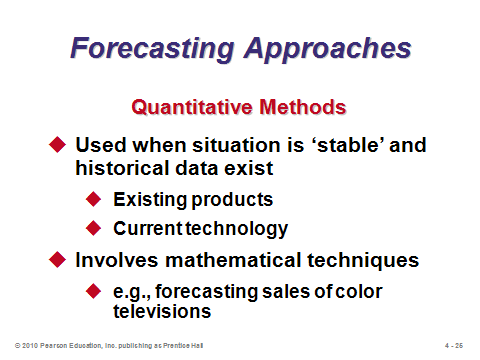 Forecasting Approaches
Quantitative Methods
Used when situation is ‘stable’ and
historical data exist
Existing products
Current technology
Involves mathematical techniques
e.g., forecasting sales of color
televisions
© 2010 Pearson Education, Inc. publishing as Prentice Hall
4 - 26